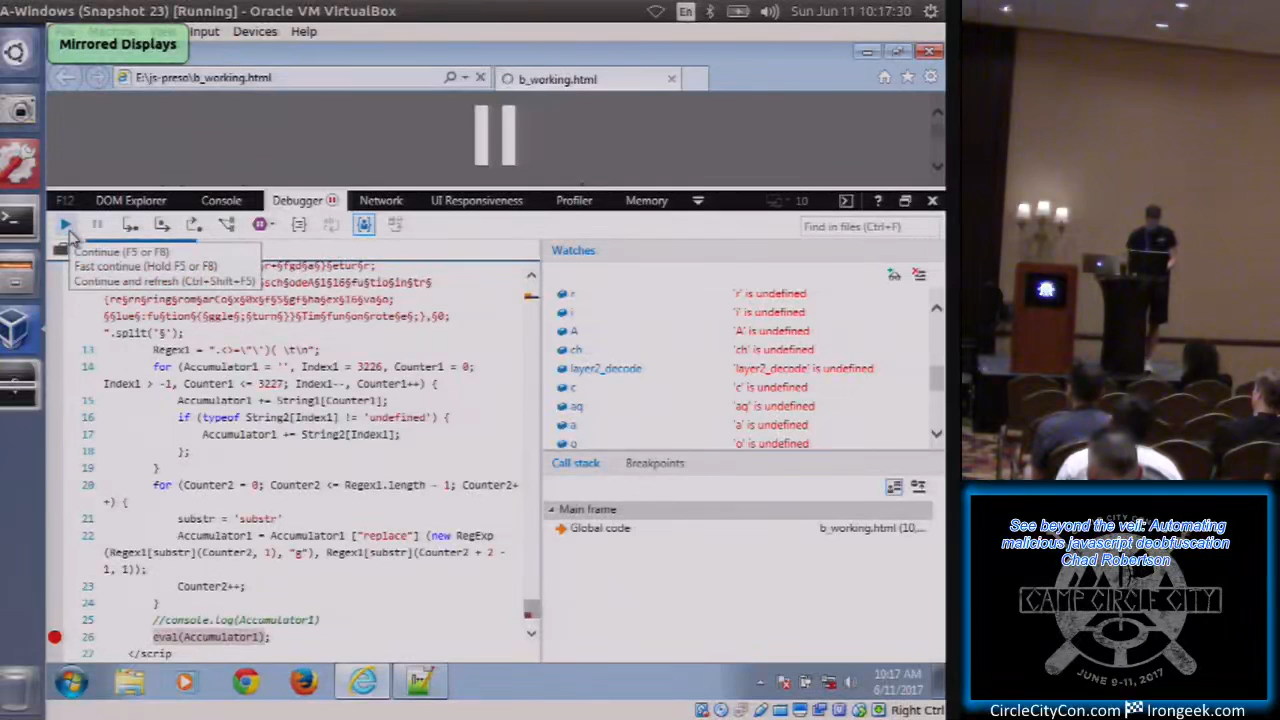 A-Windows (Snapshot 23) [Running] - Oracle VM VirtualBox
En
Sun Jun 11 10:17:30
Mirrored Displays
Input Devices Help
E:\js-preso\b_working.html
b_working.html
F12 DOM Explorer Console Debugger Network UI Responsiveness Profiler Memory
10
Find in files (Ctrl+F)
Continue (F5 or F8)
Fast continue (Hold F5 or F8)
Continue and refresh (Ctrl+Shift+F5)
".split('§');
13 Regex1 = ".<>=\"\')( \t\n";
14 for (Accumulator1 = '', Index1 = 3226, Counter1 = 0;
Index1 > -1, Counter1 <= 3227; Index1--, Counter1++) {
15 Accumulator1 += String1[Counter1];
16 if (typeof String2[Index1] != 'undefined') {
17 Accumulator1 += String2[Index1];
18 };
19 }
20 for (Counter2 = 0; Counter2 <= Regex1.length - 1; Counter2+
+) {
21 substr = 'substr'
22 Accumulator1 = Accumulator1 ["replace"] (new RegExp
(Regex1[substr](Counter2, 1), "g"), Regex1[substr](Counter2 + 2 -
1, 1));
23 Counter2++;
24 }
25 //console.log(Accumulator1)
26 eval(Accumulator1);
27 </scrip
Watches
r 'r' is undefined
i 'i' is undefined
A 'A' is undefined
ch 'ch' is undefined
layer2_decode 'layer2_decode' is undefined
c 'c' is undefined
aq 'aq' is undefined
a 'a' is undefined
o 'o' is undefined
Call stack Breakpoints
Main frame
Global code b_working.html (10,...
10:17 AM
6/11/2017
Right Ctrl
See beyond the veil: Automating
malicious javascript deobfuscation
Chad Robertson
CAMP CIRCLE CITY
JUNE 9-11, 2017
CircleCityCon.com Irongeek.com